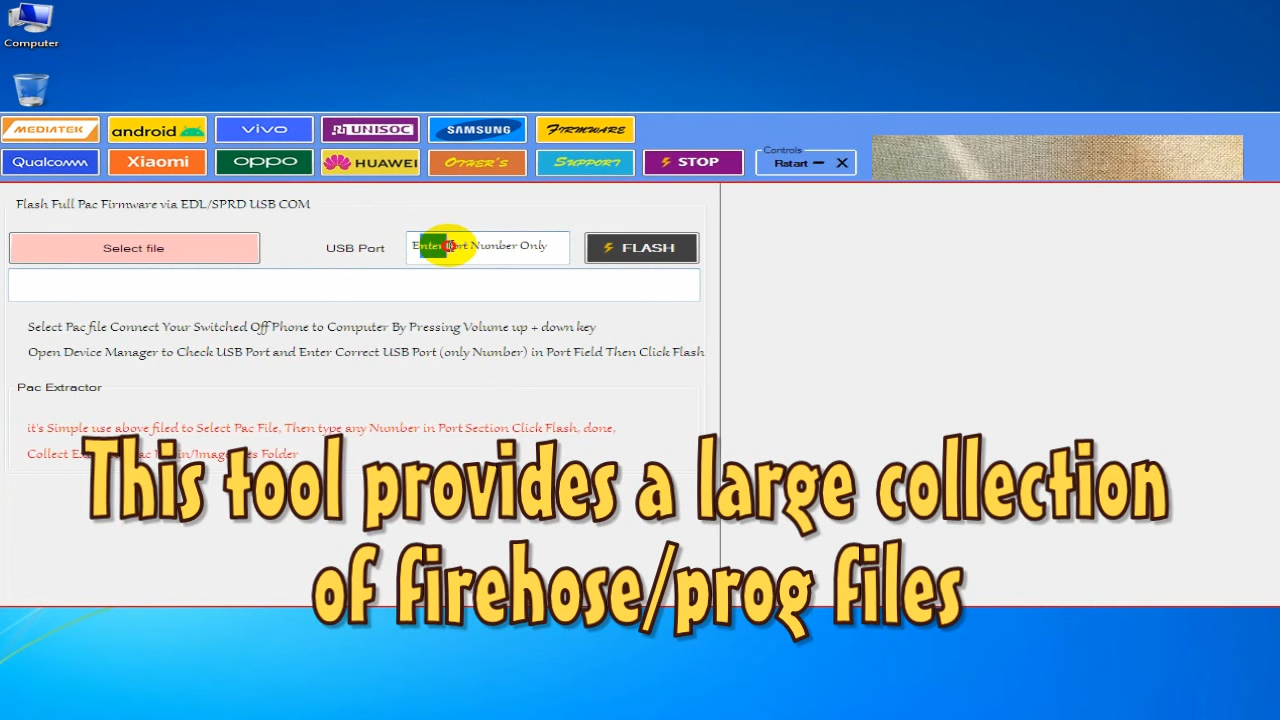 Computer
MEDIATEK android vivo UNISOC SAMSUNG FIRMWARE
Qualcomm Xiaomi oppo HUAWEI OTHER'S SUPPORT STOP
Controls
Rstart
Flash Full Pac Firmware via EDL/SPRD USB COM
Select file USB Port Enter Port Number Only FLASH
Select Pac file Connect Your Switched Off Phone to Computer By Pressing Volume up + down key
Open Device Manager to Check USB Port and Enter Correct USB Port (only Number) in Port Field Then Click Flash
Pac Extractor
it's Simple use above filed to Select Pac File, Then type any Number in Port Section Click Flash, done,
Collect Folder
This tool provides a large collection
of firehose/prog files